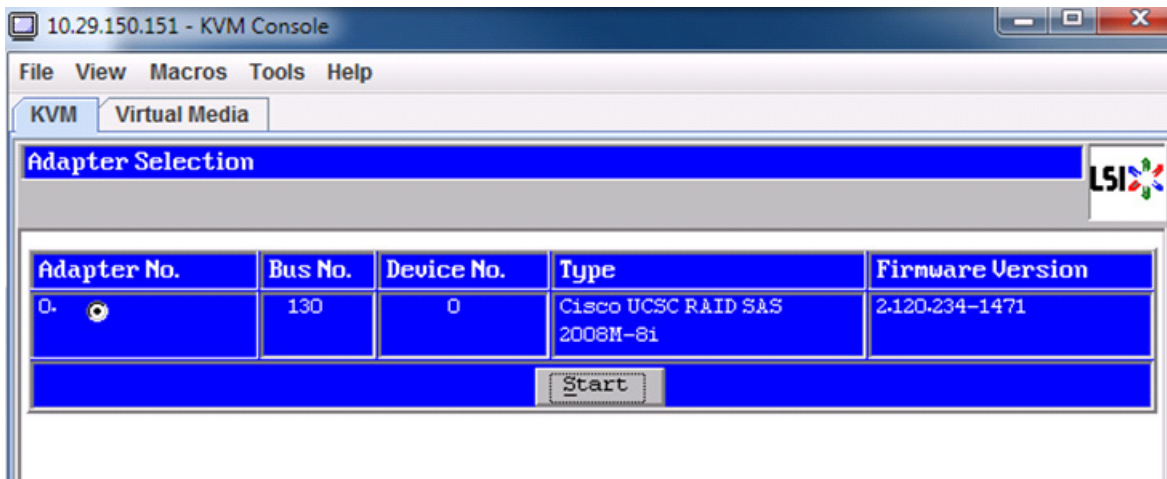 10.29.150.151 - KVM Console
File View Macros Tools Help
KVM Virtual Media
Adapter Selection
LSI
Adapter No. Bus No. Device No. Type Firmware Version
0. 130 0 Cisco UCSC RAID SAS 2.120.234-1471
2008M-8i
Start